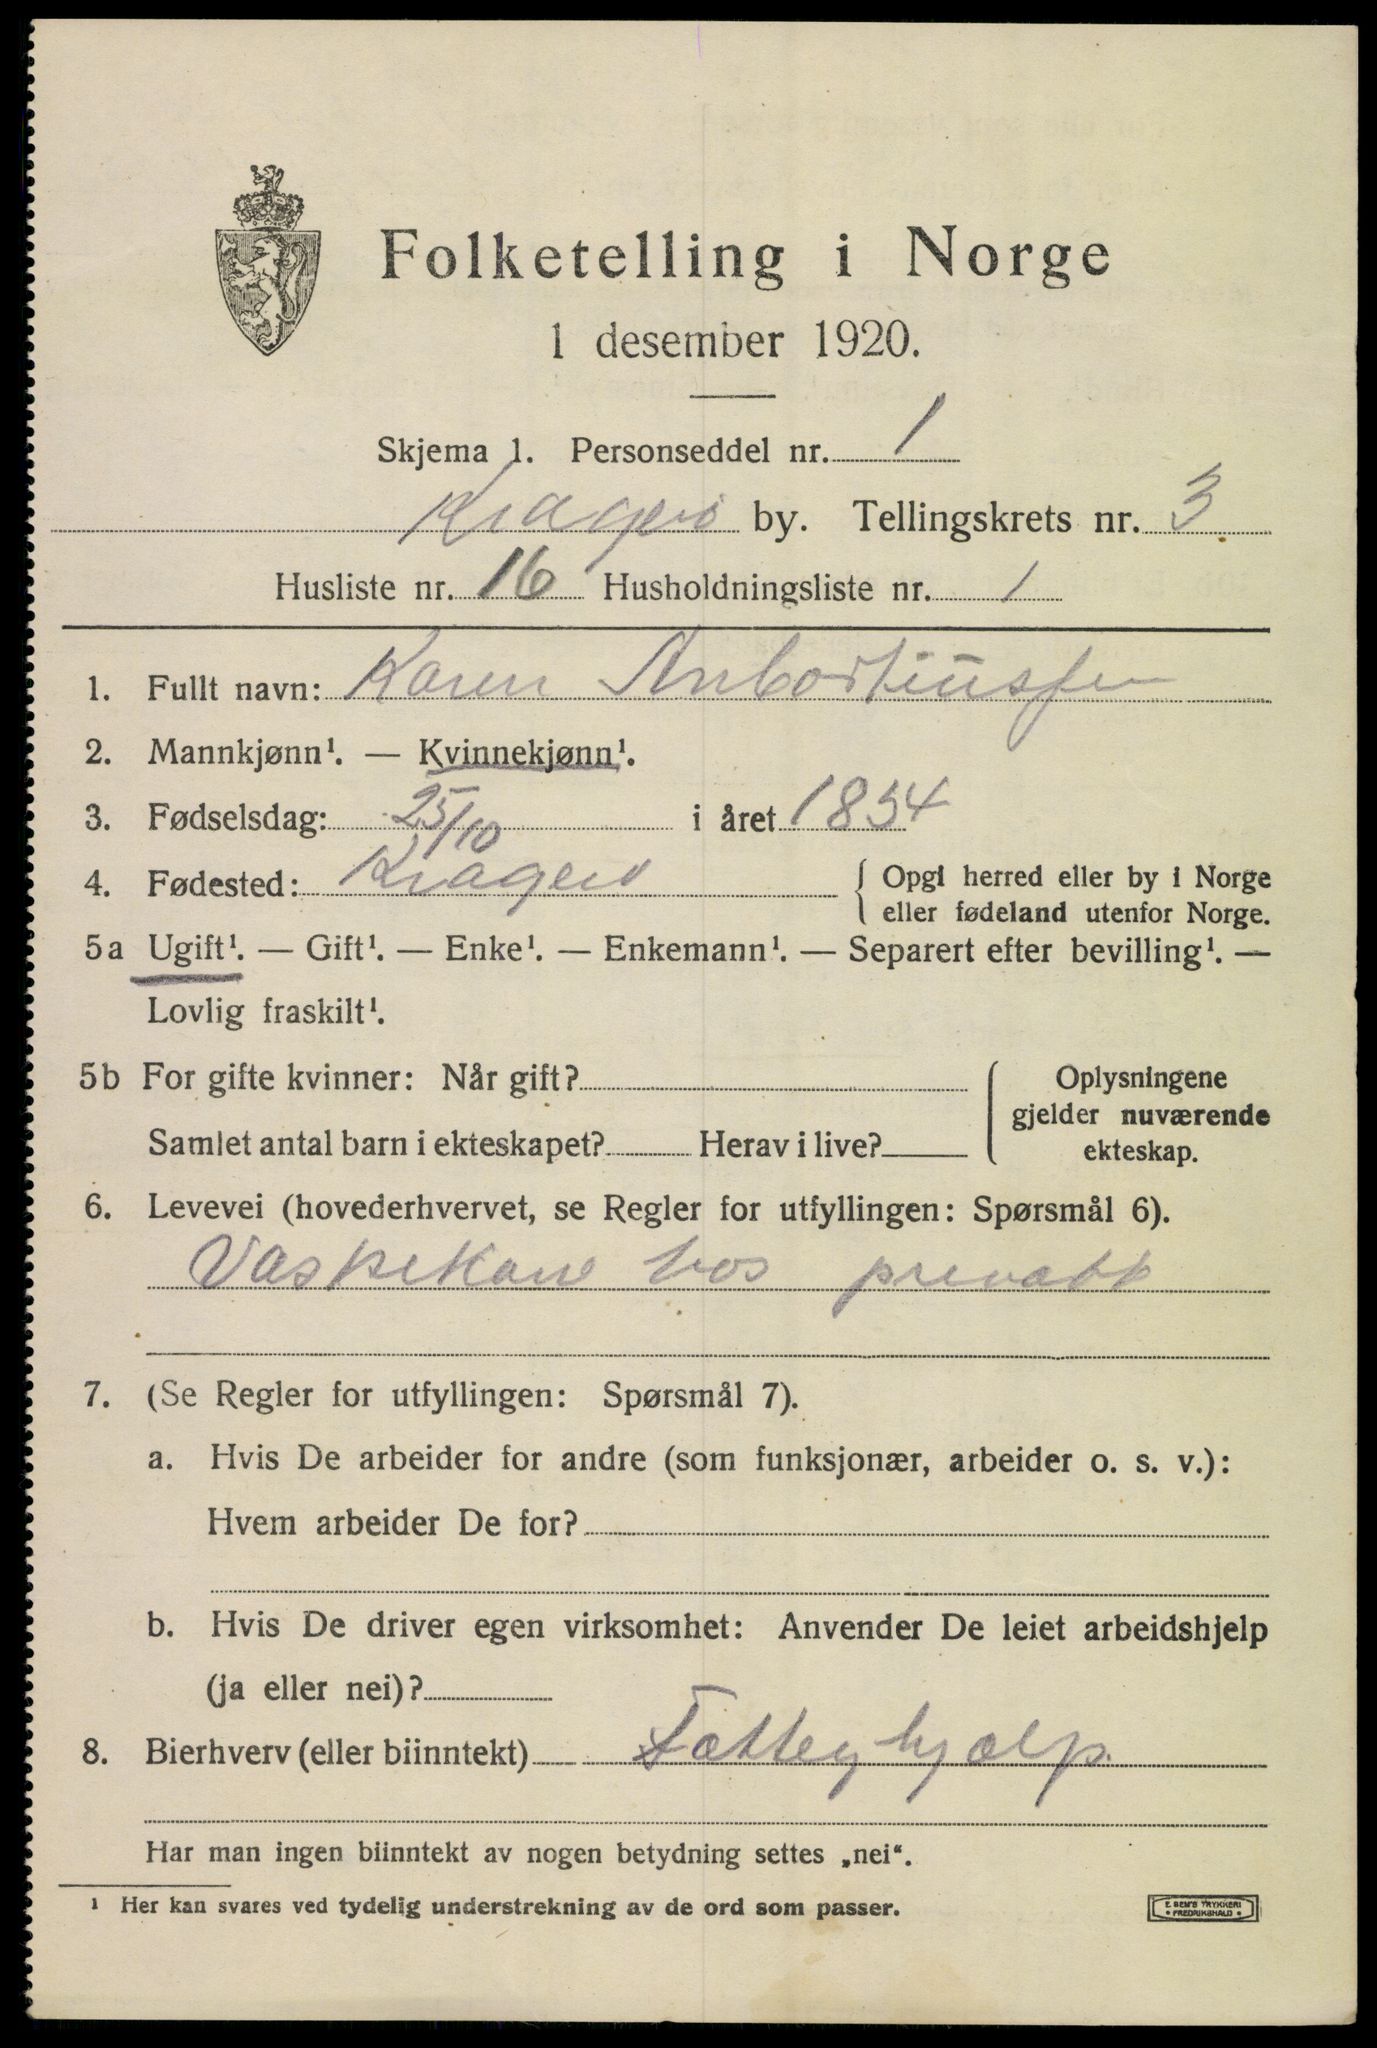 Folketelling i Norge
1 desember 1920.
Skjema 1. Personseddel nr. 1
Kragerø by. Tellingskrets nr. 3
Husliste nr. 16 Husholdningsliste nr. 1
1. Fullt navn: Karen
2. Mannkjønn¹. — Kvinnekjønn¹.
3. Fødselsdag: 25/10 i året 1854
4. Fødested: Kragerø { Opgi herred eller by i Norge
eller fødeland utenfor Norge.
5a Ugift¹. — Gift¹. — Enke¹. — Enkemann¹. — Separert efter bevilling¹. —
Lovlig fraskilt¹.
5b For gifte kvinner: Når gift? Oplysningene
gjelder nuværende
Samlet antal barn i ekteskapet? Herav i live? ekteskap.
6. Levevei (hovederhvervet, se Regler for utfyllingen: Spørsmål 6).
Vaskekone hos prevatt
7. (Se Regler for utfyllingen: Spørsmål 7).
a. Hvis De arbeider for andre (som funksjonær, arbeider o. s. v.):
Hvem arbeider De for?
b. Hvis De driver egen virksomhet: Anvender De leiet arbeidshjelp
(ja eller nei)?
8. Bierhverv (eller biinntekt) Fattighjælp.
Har man ingen biinntekt av nogen betydning settes „nei“.
¹ Her kan svares ved tydelig understrekning av de ord som passer.
E. SEM'S TRYKKERI
• FREDRIKSHALD •